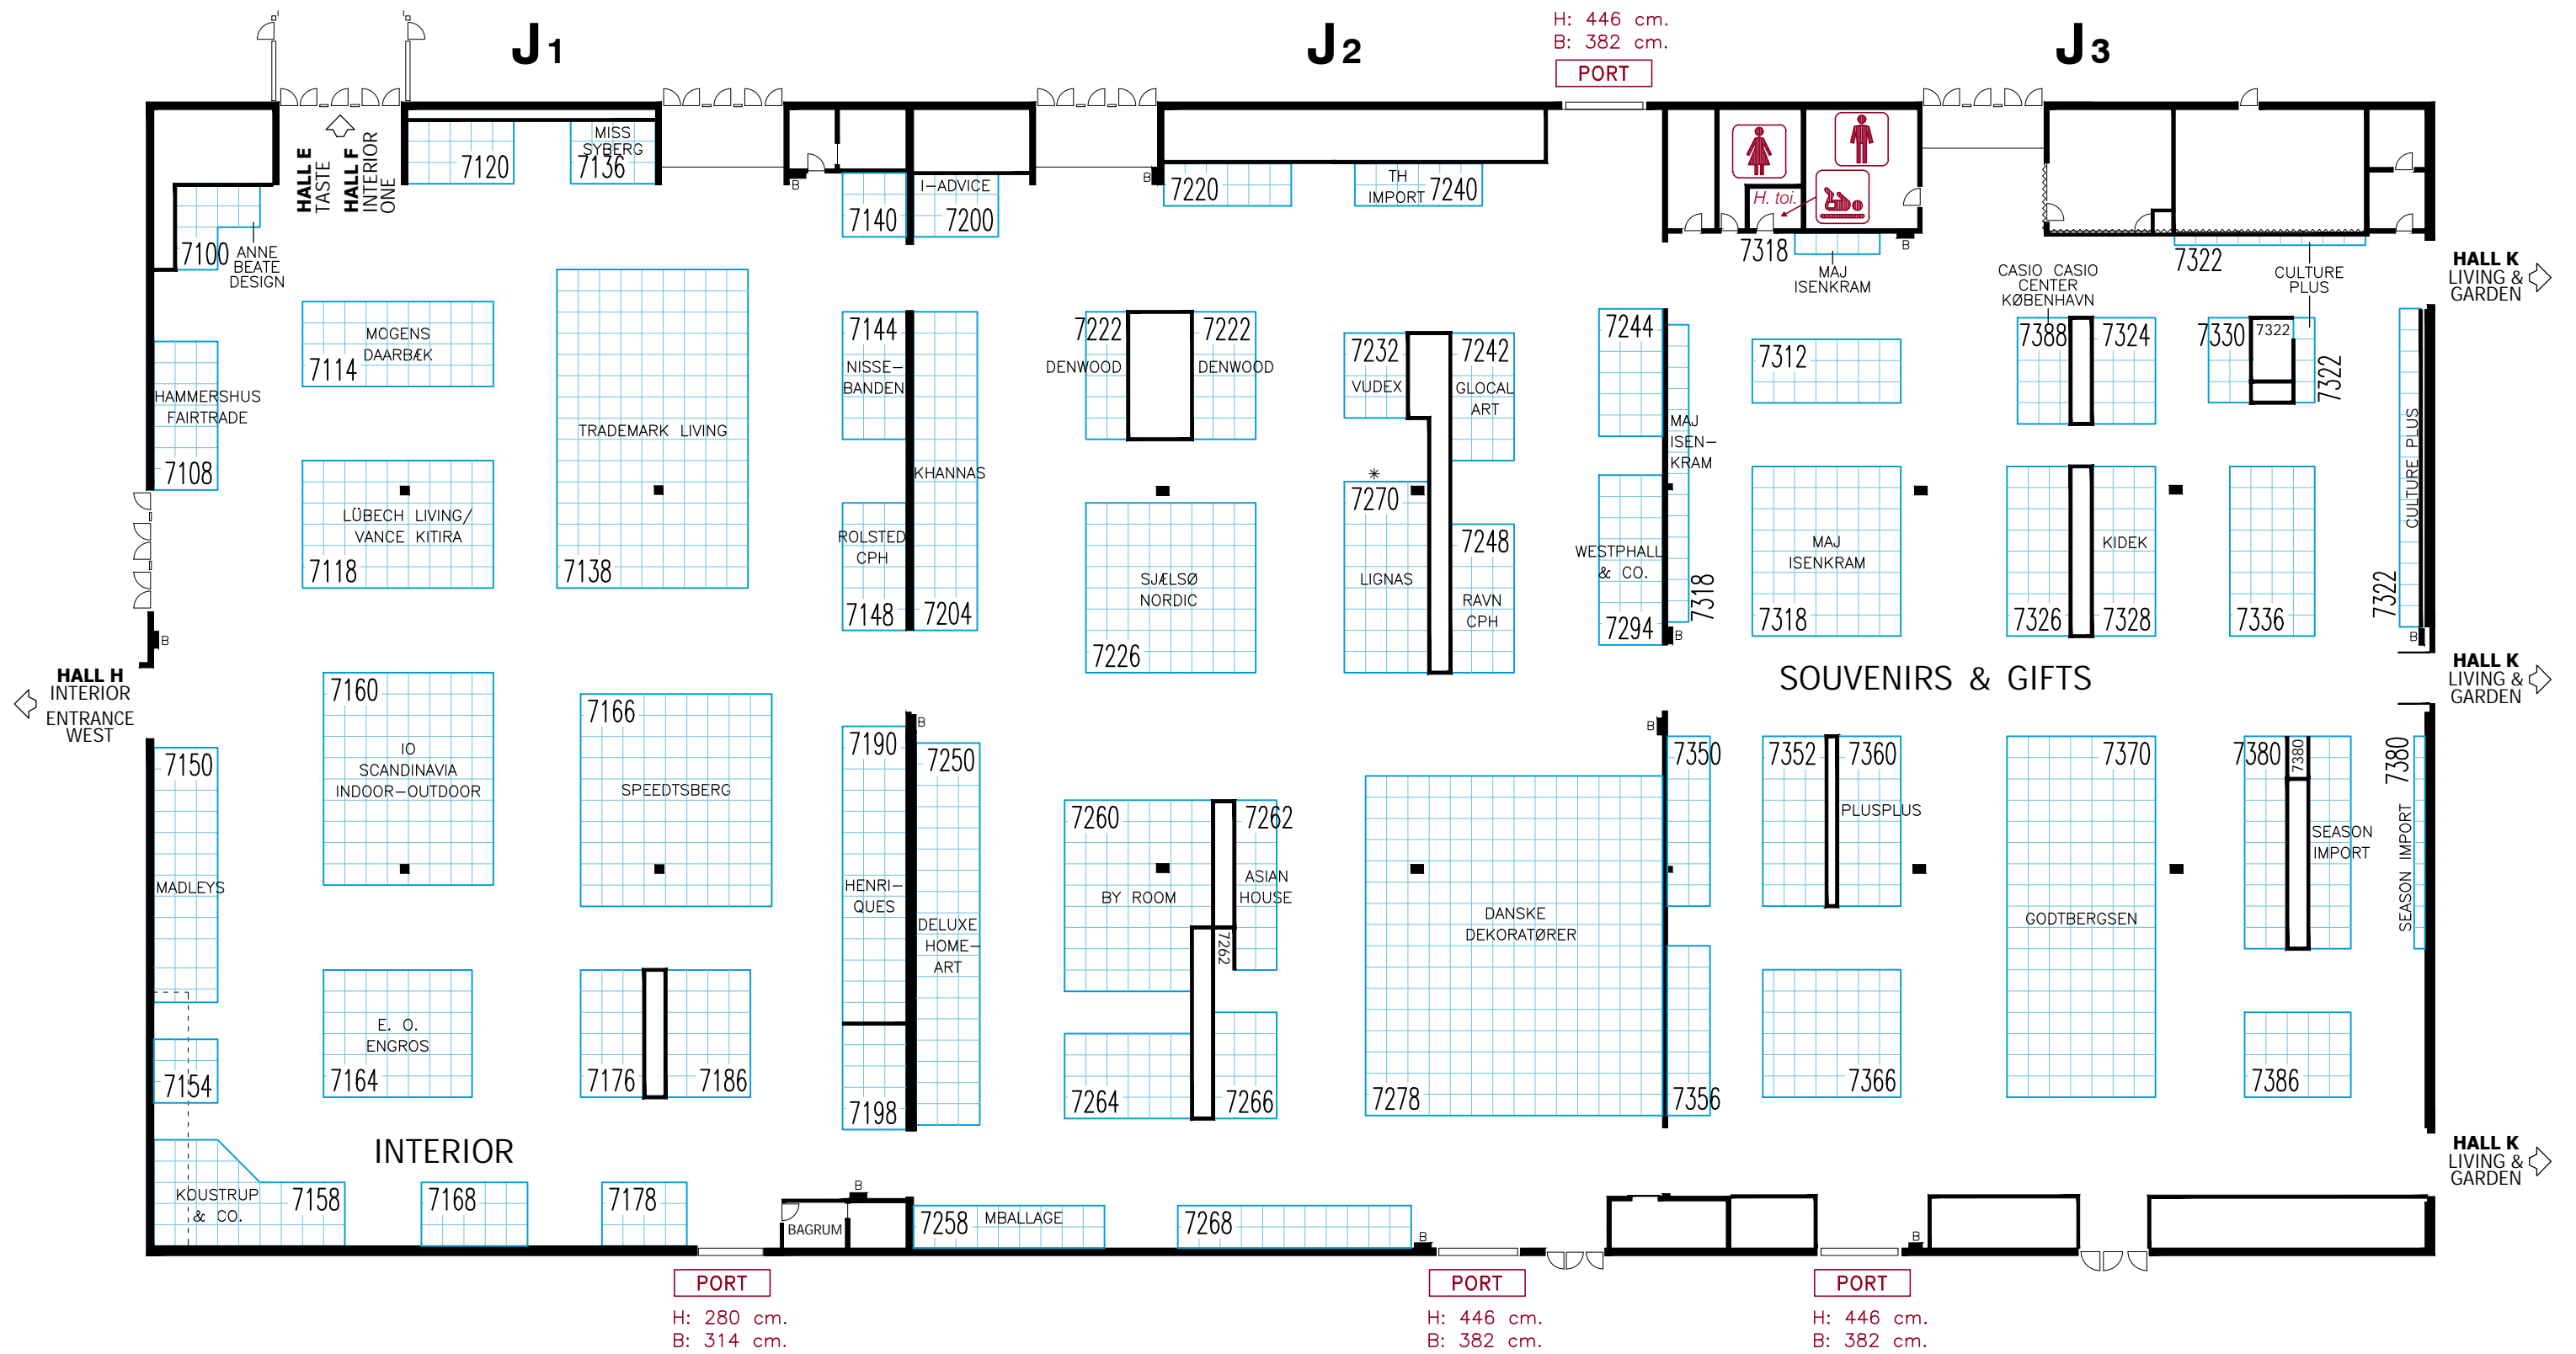 J1
J2
J3
H: 446 cm.
B: 382 cm.
PORT
HALL E
TASTE
HALL F
INTERIOR
ONE
7120
MISS
SYBERG
7136
B
7140
I-ADVICE
7200
B
7220
TH
IMPORT 7240
H. toi.
7318
MAJ
ISENKRAM
B
7322
CULTURE
PLUS
HALL K
LIVING &
GARDEN
7100
ANNE
BEATE
DESIGN
MOGENS
DAARBÆK
7114
HAMMERSHUS
FAIRTRADE
7108
LÜBECH LIVING/
VANCE KITIRA
7118
TRADEMARK LIVING
7138
7144
NISSE-
BANDEN
KHANNAS
7204
ROLSTED
CPH
7148
7222
DENWOOD
7222
DENWOOD
SJÆLSØ
NORDIC
7226
7232
VUDEX
7242
GLOCAL
ART
*
7270
LIGNAS
7248
RAVN
CPH
7244
WESTPHALL
& CO.
7294
MAJ
ISEN-
KRAM
7318
B
7312
MAJ
ISENKRAM
7318
CASIO CASIO
CENTER
KØBENHAVN
7388
7324
7326
KIDEK
7328
7330
7322
7322
7336
CULTURE PLUS
7322
B
B
HALL H
INTERIOR
ENTRANCE
WEST
SOUVENIRS & GIFTS
HALL K
LIVING &
GARDEN
7150
MADLEYS
7154
7160
IO
SCANDINAVIA
INDOOR-OUTDOOR
7166
SPEEDTSBERG
E. O.
ENGROS
7164
7176
7186
7190
HENRI-
QUES
7198
B
7250
DELUXE
HOME-
ART
7260
BY ROOM
7262
ASIAN
HOUSE
7262
7264
7266
DANSKE
DEKORATØRER
7278
B
7350
7356
7352
7360
PLUSPLUS
7366
7370
GODTBERGSEN
7380
7380
SEASON
IMPORT
7380
SEASON IMPORT
7386
INTERIOR
KOUSTRUP
& CO.
7158
7168
7178
B
BAGRUM
7258
MBALLAGE
7268
B
B
HALL K
LIVING &
GARDEN
PORT
H: 280 cm.
B: 314 cm.
PORT
H: 446 cm.
B: 382 cm.
PORT
H: 446 cm.
B: 382 cm.